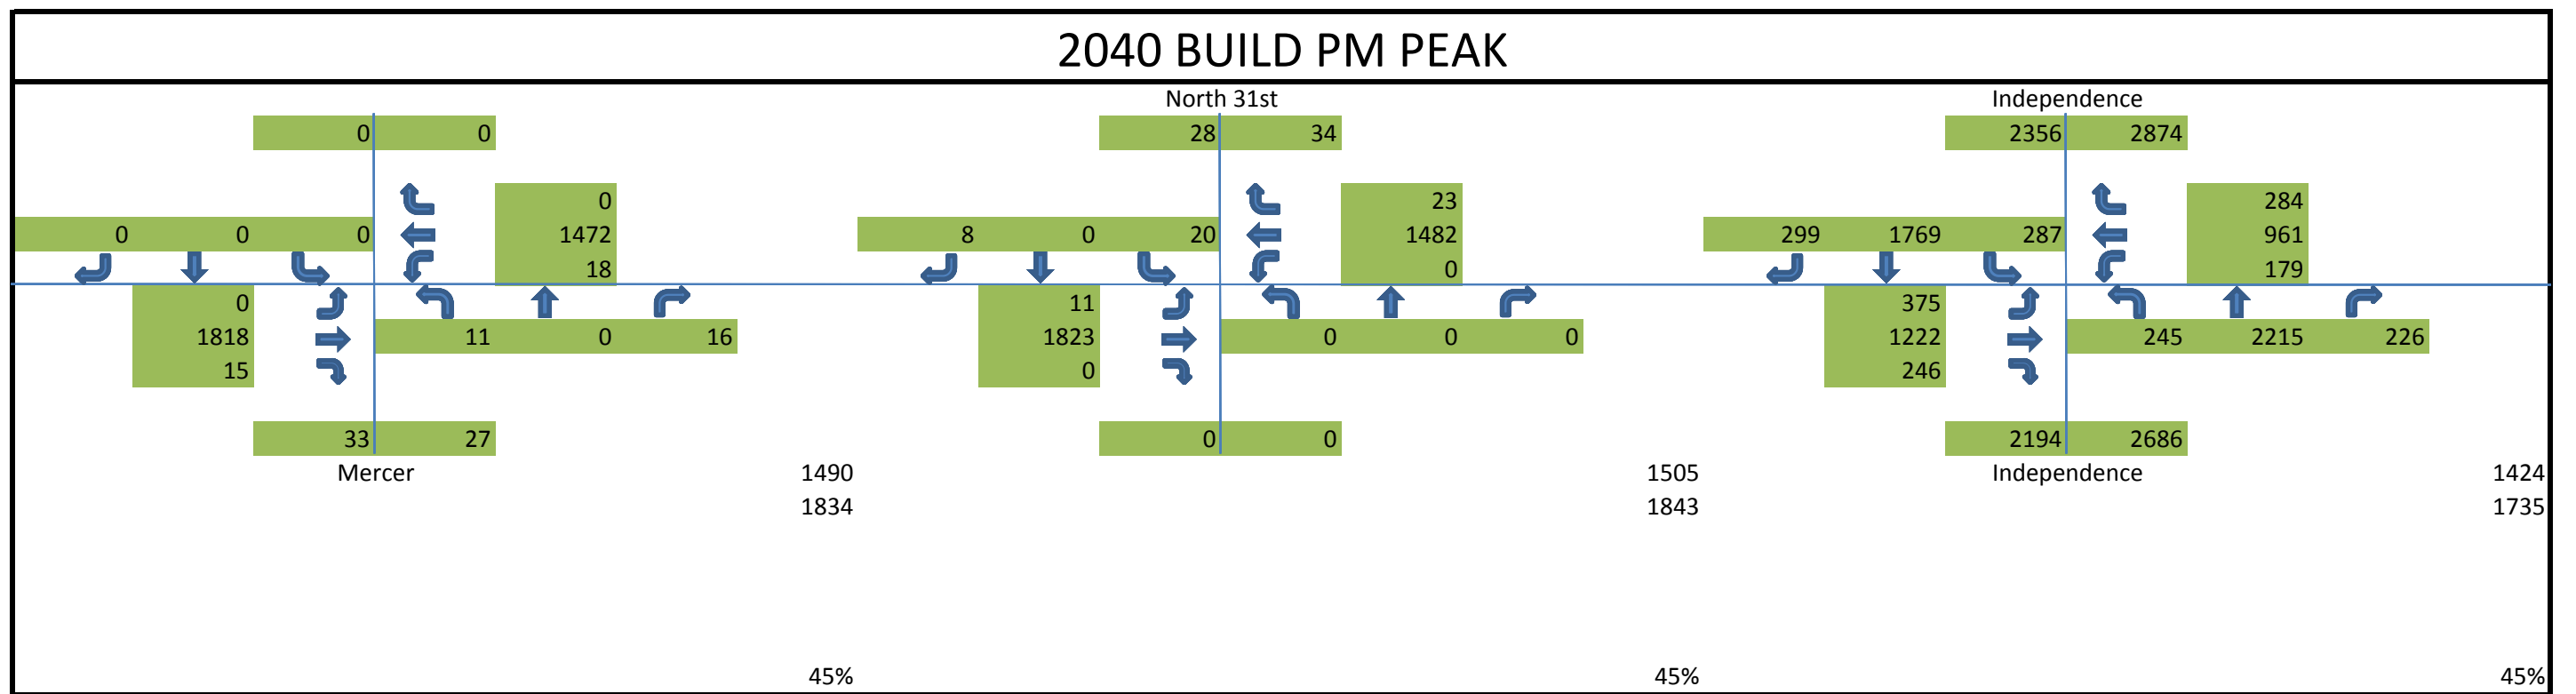 2040 BUILD PM PEAK
North 31st Independence
0 0 28 34 2356 2874
0 23 284
0 0 0 1472 8 0 20 1482 299 1769 287 961
18 0 179
0 11 375
1818 11 0 16 1823 0 0 0 1222 245 2215 226
15 0 246
33 27 0 0 2194 2686
Mercer 1490 1505 Independence 1424
1834 1843 1735
45% 45% 45%